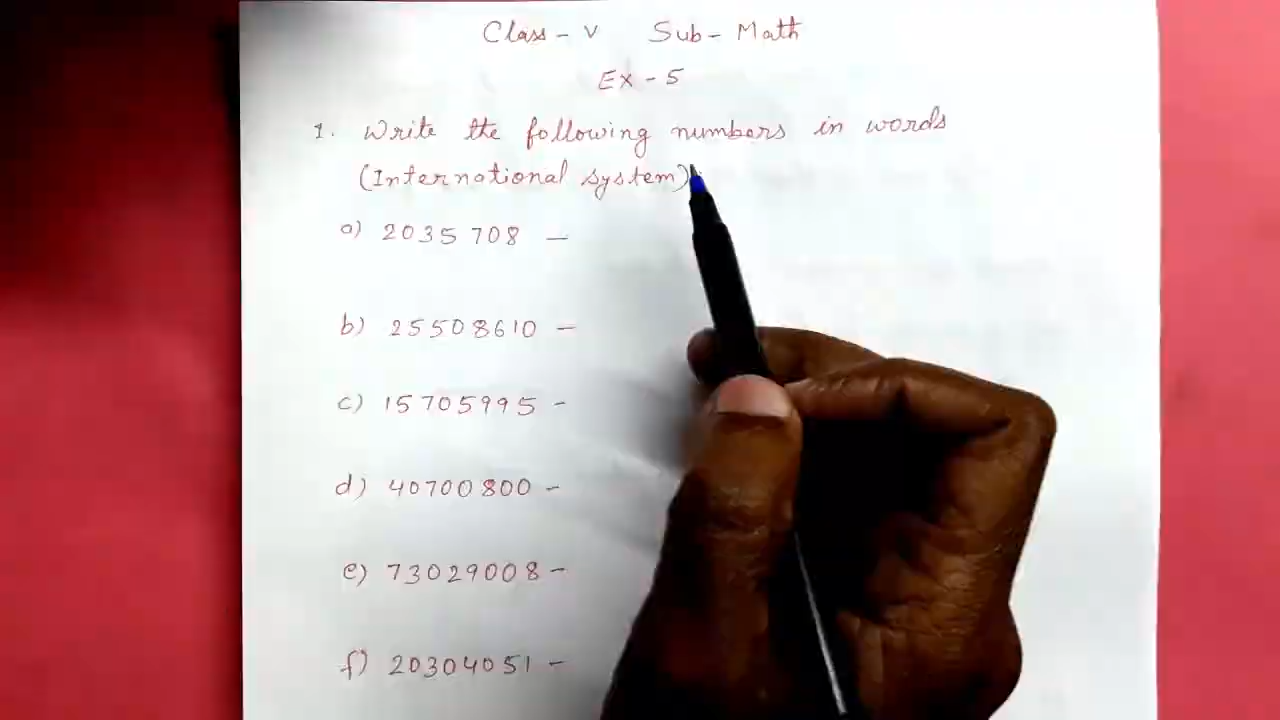 Class - V Sub - Math
Ex - 5
1. Write the following numbers in words
(International system)
a) 2035708 -
b) 25508610 -
c) 15705995 -
d) 40700800 -
e) 73029008 -
f) 20304051 -